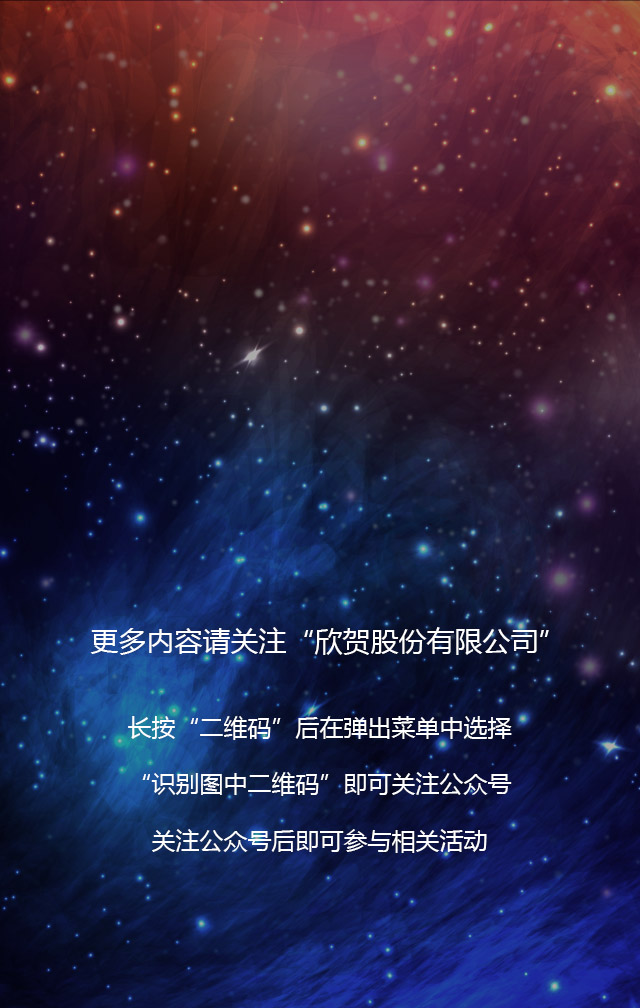 更多内容请关注“欣贺股份有限公司”
长按“二维码”后在弹出菜单中选择
“识别图中二维码”即可关注公众号
关注公众号后即可参与相关活动